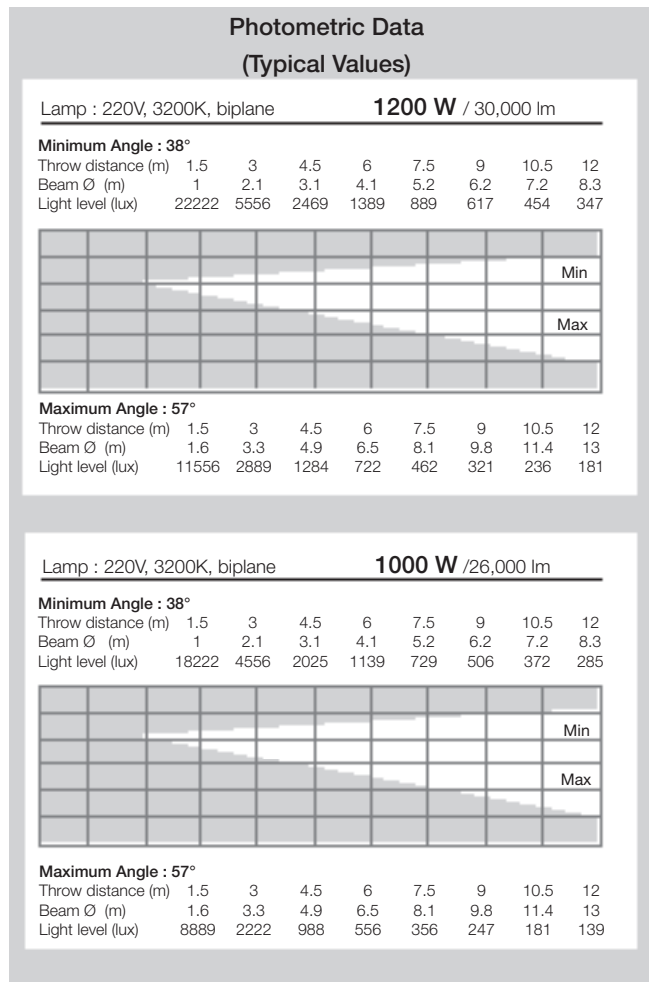 Photometric Data
(Typical Values)
Lamp : 220V, 3200K, biplane 1200 W / 30,000 lm
Minimum Angle : 38°
Throw distance (m) 1.5 3 4.5 6 7.5 9 10.5 12
Beam Ø (m) 1 2.1 3.1 4.1 5.2 6.2 7.2 8.3
Light level (lux) 22222 5556 2469 1389 889 617 454 347
Min
Max
Maximum Angle : 57°
Throw distance (m) 1.5 3 4.5 6 7.5 9 10.5 12
Beam Ø (m) 1.6 3.3 4.9 6.5 8.1 9.8 11.4 13
Light level (lux) 11556 2889 1284 722 462 321 236 181
Lamp : 220V, 3200K, biplane 1000 W /26,000 lm
Minimum Angle : 38°
Throw distance (m) 1.5 3 4.5 6 7.5 9 10.5 12
Beam Ø (m) 1 2.1 3.1 4.1 5.2 6.2 7.2 8.3
Light level (lux) 18222 4556 2025 1139 729 506 372 285
Min
Max
Maximum Angle : 57°
Throw distance (m) 1.5 3 4.5 6 7.5 9 10.5 12
Beam Ø (m) 1.6 3.3 4.9 6.5 8.1 9.8 11.4 13
Light level (lux) 8889 2222 988 556 356 247 181 139